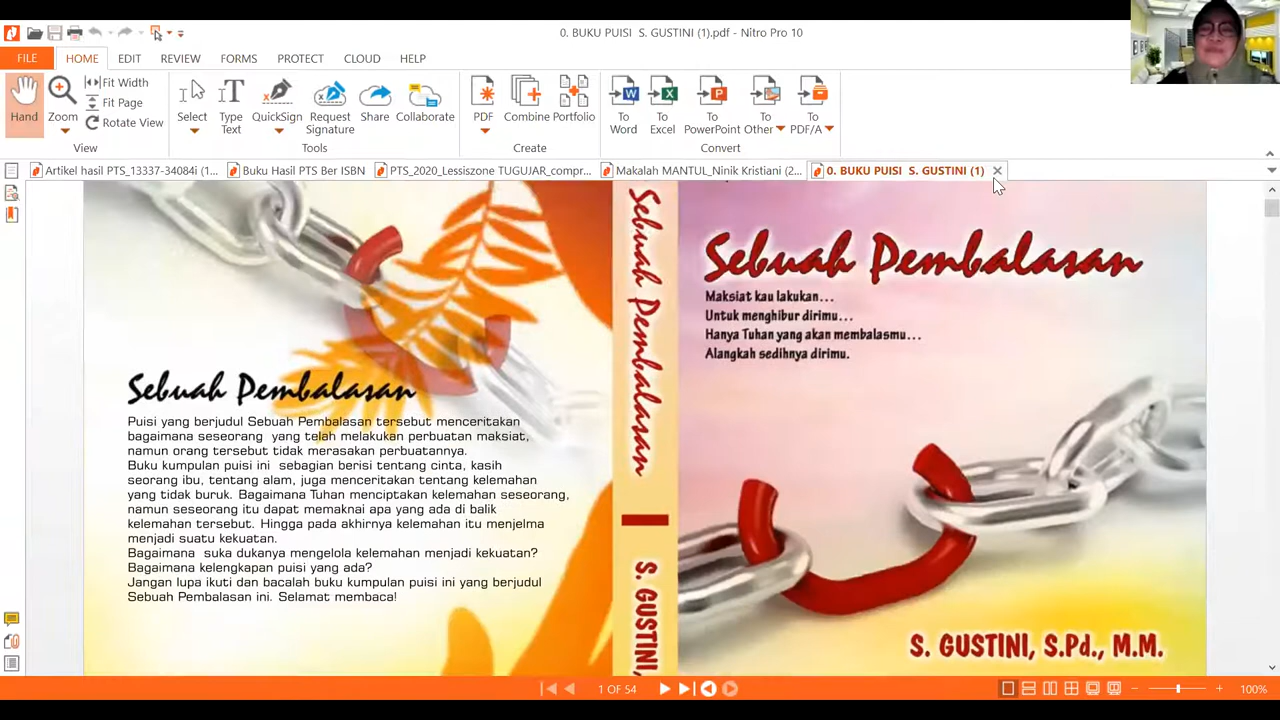 0. BUKU PUISI  S. GUSTINI (1).pdf - Nitro Pro 10
FILE HOME EDIT REVIEW FORMS PROTECT CLOUD HELP
Hand
Zoom
Fit Width
Fit Page
Rotate View
View
Select
Type Text
QuickSign
Request Signature
Share
Collaborate
Tools
PDF
Combine
Portfolio
Create
To Word
To Excel
To PowerPoint
To Other
To PDF/A
Convert
Artikel hasil PTS_13337-34084i (1...
Buku Hasil PTS Ber ISBN
PTS_2020_Lessiszone TUGUJAR_compr...
Makalah MANTUL_Ninik Kristiani (2...
0. BUKU PUISI  S. GUSTINI (1)
Sebuah Pembalasan
Puisi yang berjudul Sebuah Pembalasan tersebut menceritakan
bagaimana seseorang  yang telah melakukan perbuatan maksiat,
namun orang tersebut tidak merasakan perbuatannya.
Buku kumpulan puisi ini  sebagian berisi tentang cinta, kasih
seorang ibu, tentang alam, juga menceritakan tentang kelemahan
yang tidak buruk. Bagaimana Tuhan menciptakan kelemahan seseorang,
namun seseorang itu dapat memaknai apa yang ada di balik
kelemahan tersebut. Hingga pada akhirnya kelemahan itu menjelma
menjadi suatu kekuatan.
Bagaimana  suka dukanya mengelola kelemahan menjadi kekuatan?
Bagaimana kelengkapan puisi yang ada?
Jangan lupa ikuti dan bacalah buku kumpulan puisi ini yang berjudul
Sebuah Pembalasan ini. Selamat membaca!
Sebuah Pembalasan
S. GUSTINI,
Sebuah Pembalasan
Maksiat kau lakukan...
Untuk menghibur dirimu...
Hanya Tuhan yang akan membalasmu...
Alangkah sedihnya dirimu.
S. GUSTINI, S.Pd., M.M.
1 OF 54
100%